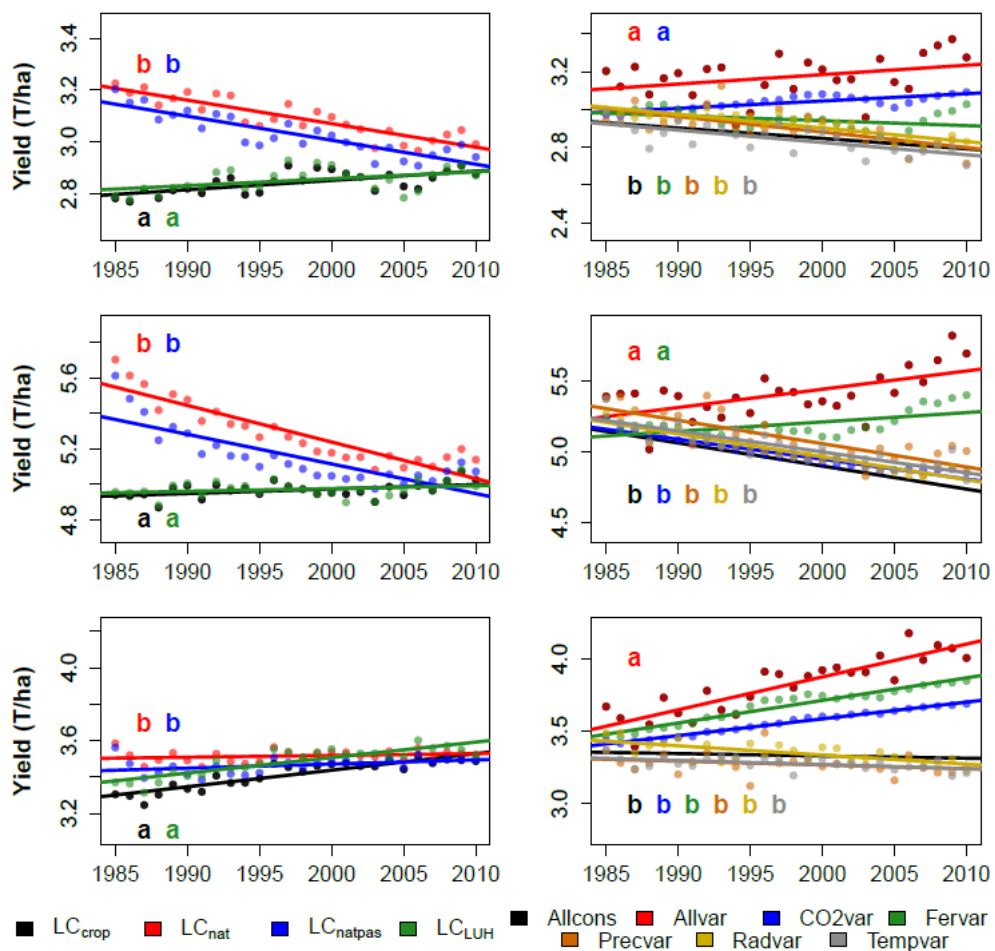 Yield (T/ha)
3.4
3.2
3.0
2.8
b b
a a
1985 1990 1995 2000 2005 2010
3.2
2.8
2.4
a a
b b b b b
1985 1990 1995 2000 2005 2010
Yield (T/ha)
5.6
5.2
4.8
b b
a a
1985 1990 1995 2000 2005 2010
5.5
5.0
4.5
a a
b b b b b
1985 1990 1995 2000 2005 2010
Yield (T/ha)
4.0
3.6
3.2
b b
a a
1985 1990 1995 2000 2005 2010
4.0
3.5
3.0
a
b b b b b b
1985 1990 1995 2000 2005 2010
LCcrop LCnat LCnatpas LCLUH
Allcons Allvar CO2var Fervar
Precvar Radvar Tempvar